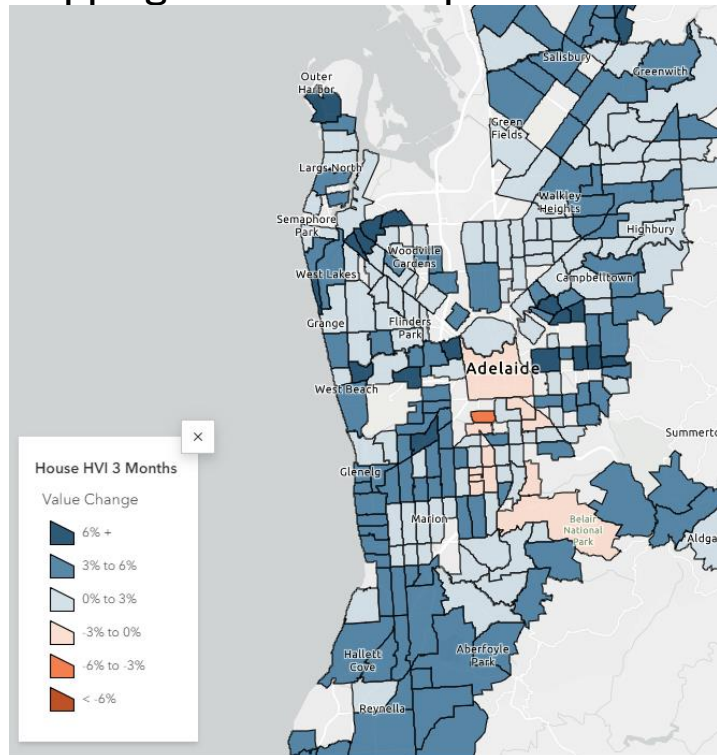 Outer
Harbor
Salisbury
Greenwith
Green
Fields
Largs North
Walkley
Heights
Semaphore
Park
Highbury
Woodville
Gardens
West Lakes
Campbelltown
Grange
Flinders
Park
Adelaide
West Beach
Summerto
Glenelg
Marion
Belair
National
Park
Aldga
Hallett
Cove
Aberfoyle
Park
Reynella
×
House HVI 3 Months
Value Change
6% +
3% to 6%
0% to 3%
-3% to 0%
-6% to -3%
< -6%